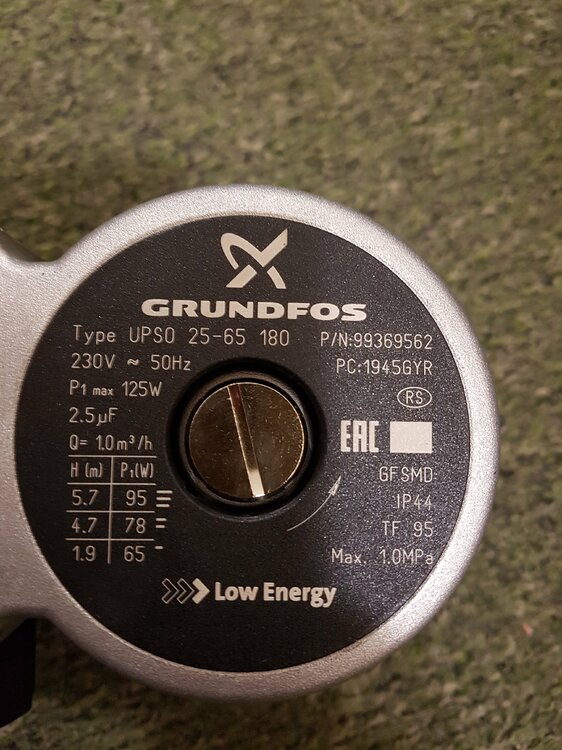 GRUNDFOS
Type UPSO 25-65 180 P/N:99369562
230V ~ 50Hz PC:1945GYR
P1 max 125W
2.5µF RS
Q= 1.0m³/h EAC
H (m) P1(W)
5.7 95 GFSMD
4.7 78 IP44
1.9 65 TF 95
Max. 1.0MPa
Low Energy